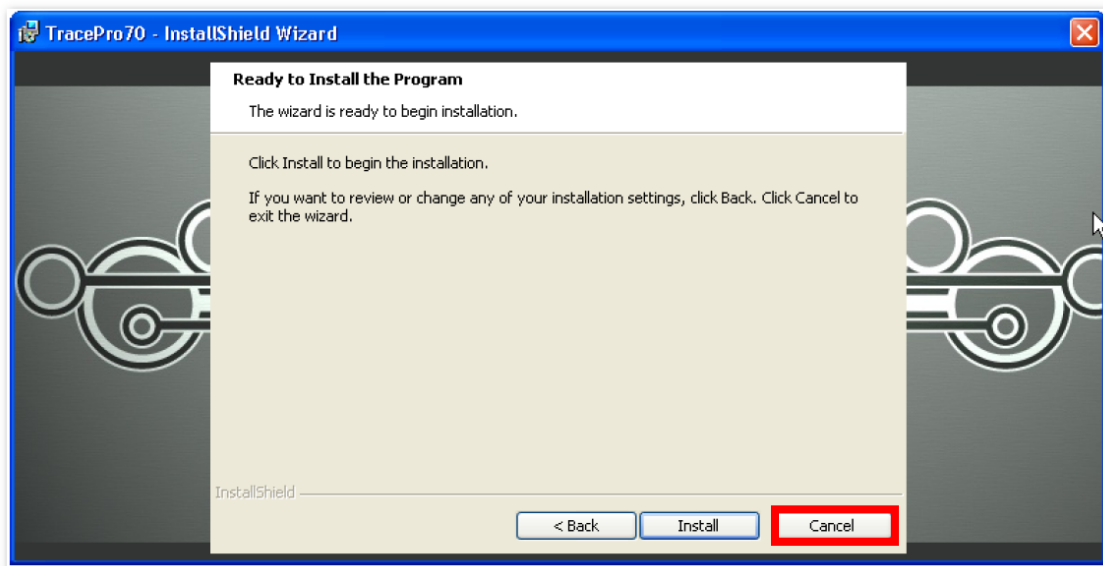 TracePro70 - InstallShield Wizard
Ready to Install the Program
The wizard is ready to begin installation.
Click Install to begin the installation.
If you want to review or change any of your installation settings, click Back. Click Cancel to
exit the wizard.
InstallShield
< Back Install Cancel